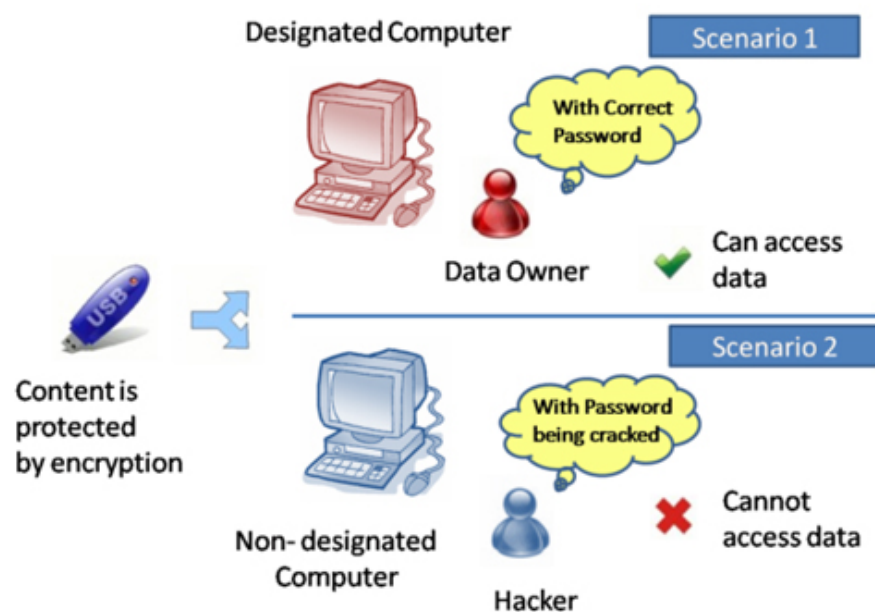 Designated Computer
Scenario 1
With Correct
Password
Data Owner
Can access
data
USB
Content is
protected
by encryption
Scenario 2
With Password
being cracked
Non- designated
Computer
Hacker
Cannot
access data